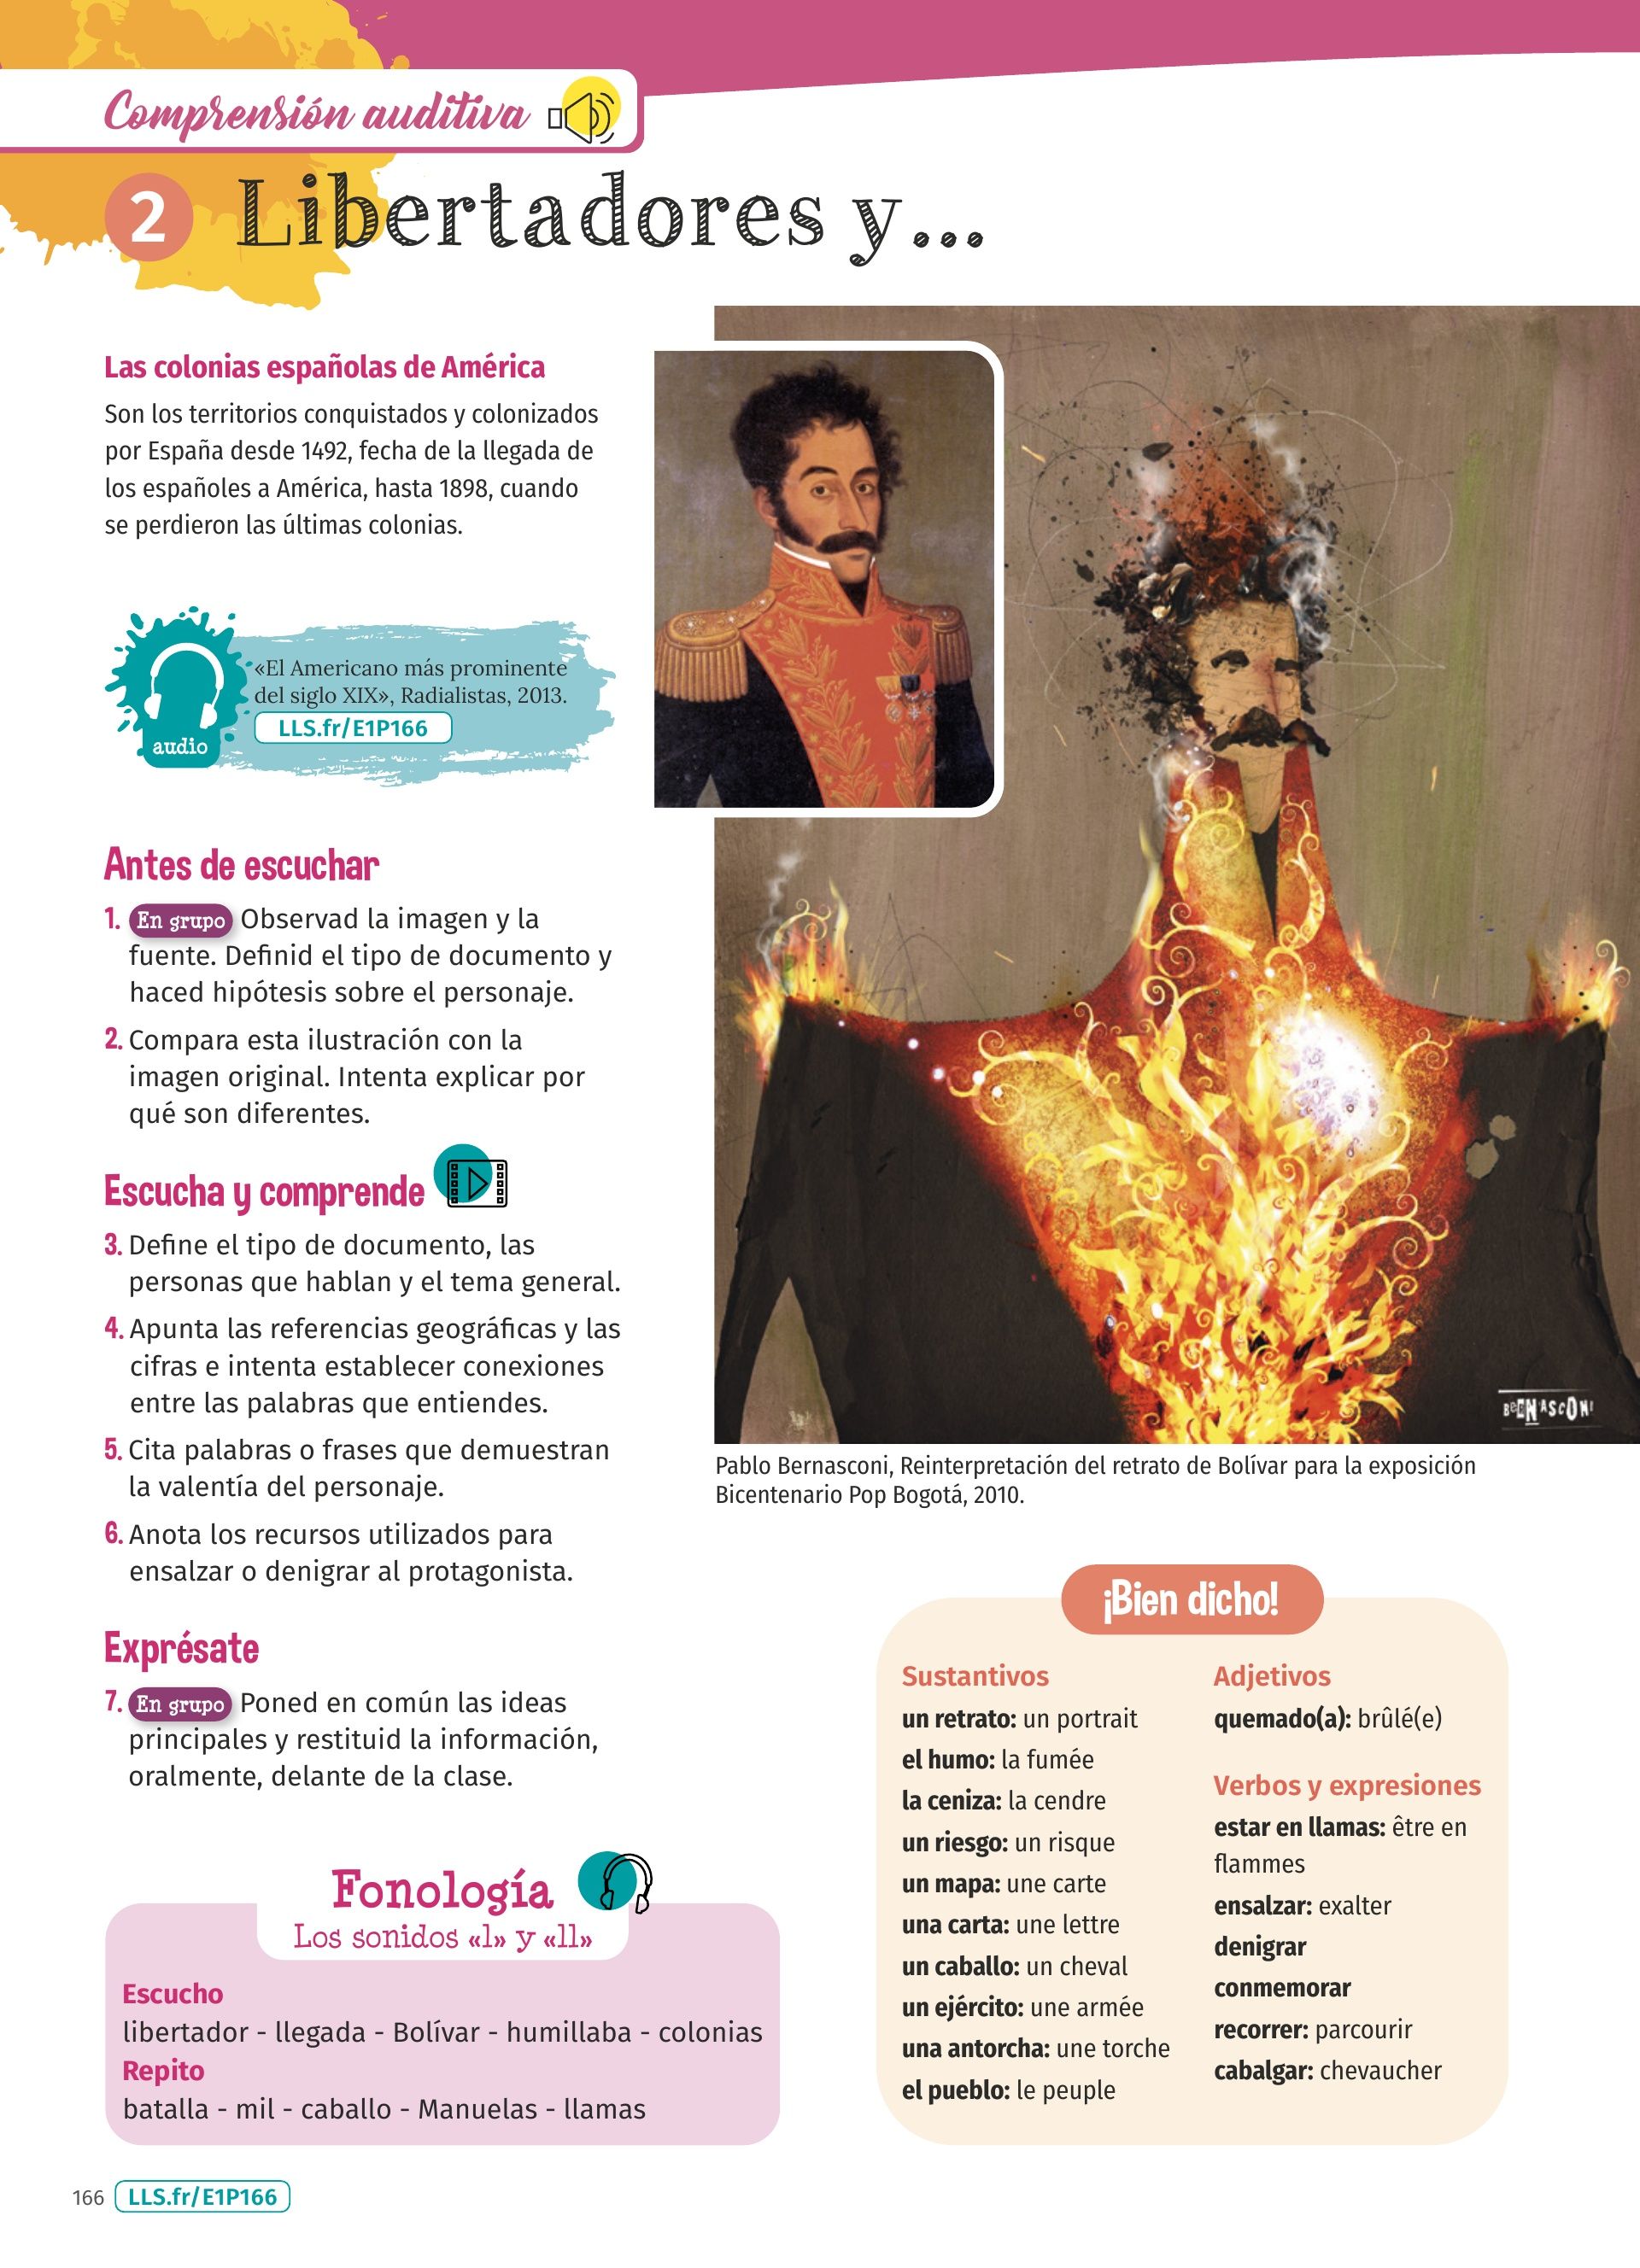 Comprensión auditiva
2 Libertadores y...
Las colonias españolas de América
Son los territorios conquistados y colonizados
por España desde 1492, fecha de la llegada de
los españoles a América, hasta 1898, cuando
se perdieron las últimas colonias.
«El Americano más prominente
del siglo XIX», Radialistas, 2013.
LLS.fr/E1P166
audio
Antes de escuchar
1. En grupo Observad la imagen y la
fuente. Definid el tipo de documento y
haced hipótesis sobre el personaje.
2. Compara esta ilustración con la
imagen original. Intenta explicar por
qué son diferentes.
Escucha y comprende
3. Define el tipo de documento, las
personas que hablan y el tema general.
4. Apunta las referencias geográficas y las
cifras e intenta establecer conexiones
entre las palabras que entiendes.
5. Cita palabras o frases que demuestran
la valentía del personaje.
6. Anota los recursos utilizados para
ensalzar o denigrar al protagonista.
Exprésate
7. En grupo Poned en común las ideas
principales y restituid la información,
oralmente, delante de la clase.
BERNASCONI
Pablo Bernasconi, Reinterpretación del retrato de Bolívar para la exposición
Bicentenario Pop Bogotá, 2010.
Fonología
Los sonidos «l» y «ll»
Escucho
libertador - llegada - Bolívar - humillaba - colonias
Repito
batalla - mil - caballo - Manuelas - llamas
¡Bien dicho!
Sustantivos
un retrato: un portrait
el humo: la fumée
la ceniza: la cendre
un riesgo: un risque
un mapa: une carte
una carta: une lettre
un caballo: un cheval
un ejército: une armée
una antorcha: une torche
el pueblo: le peuple
Adjetivos
quemado(a): brûlé(e)
Verbos y expresiones
estar en llamas: être en
flammes
ensalzar: exalter
denigrar
conmemorar
recorrer: parcourir
cabalgar: chevaucher
166 LLS.fr/E1P166